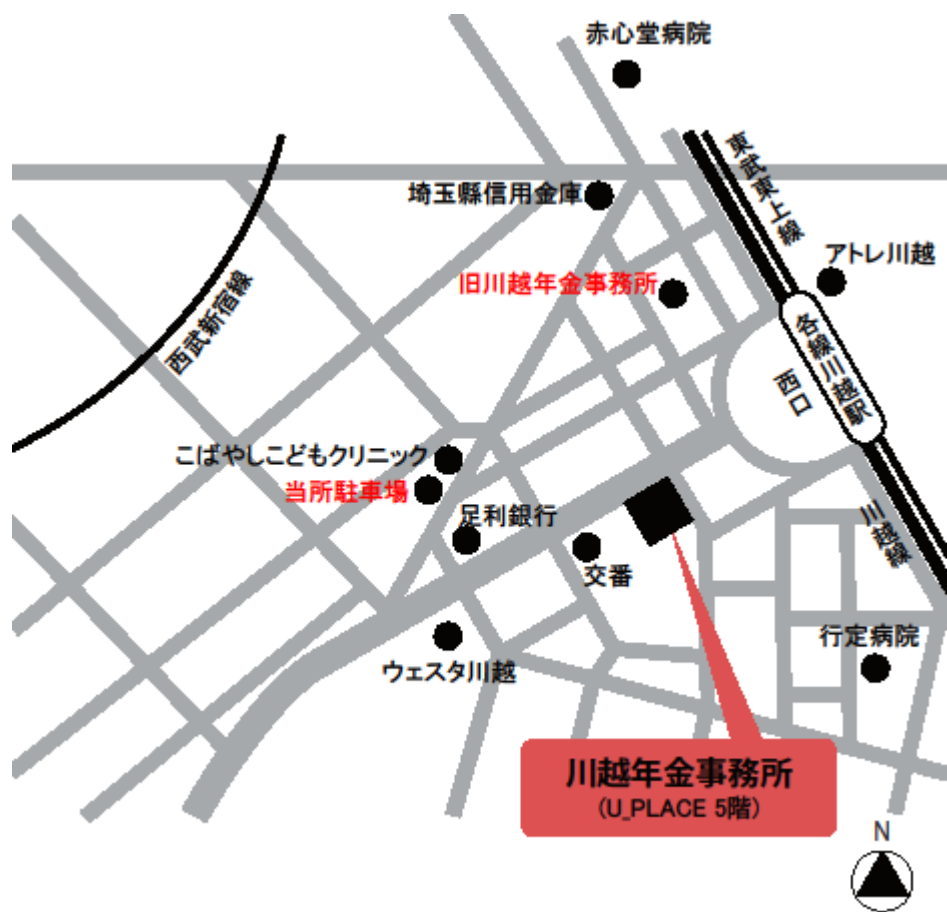 赤心堂病院
東武東上線
埼玉縣信用金庫
アトレ川越
旧川越年金事務所
西武新宿線
各線川越駅
西口
こばやしこどもクリニック
当所駐車場
足利銀行
川越線
交番
行定病院
ウェスタ川越
川越年金事務所
(U_PLACE 5階)
N